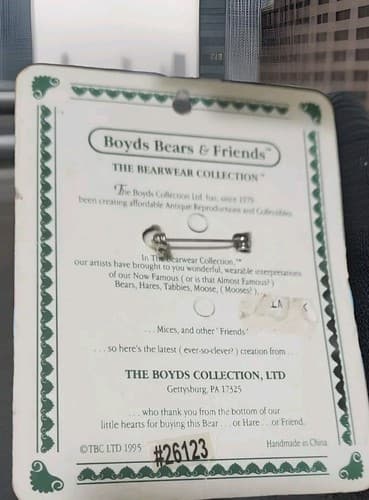 Boyds Bears & Friends™
THE BEARWEAR COLLECTION™
The Boyds Collection Ltd. has, since 1979
been creating affordable Antique Reproductions and Collectibles
In The Bearwear Collection,™
our artists have brought to you wonderful, wearable interpretations
of our Now Famous ( or is that Almost Famous? )
Bears, Hares, Tabbies, Moose, ( Mooses? ),
. . . Mices, and other ' Friends '
. . . so here's the latest ( ever-so-clever? ) creation from . . .
THE BOYDS COLLECTION, LTD
Gettysburg, PA 17325
. . . who thank you from the bottom of our
little hearts for buying this Bear . . . or Hare . . . or Friend.
©TBC LTD 1995 #26123 Handmade in China